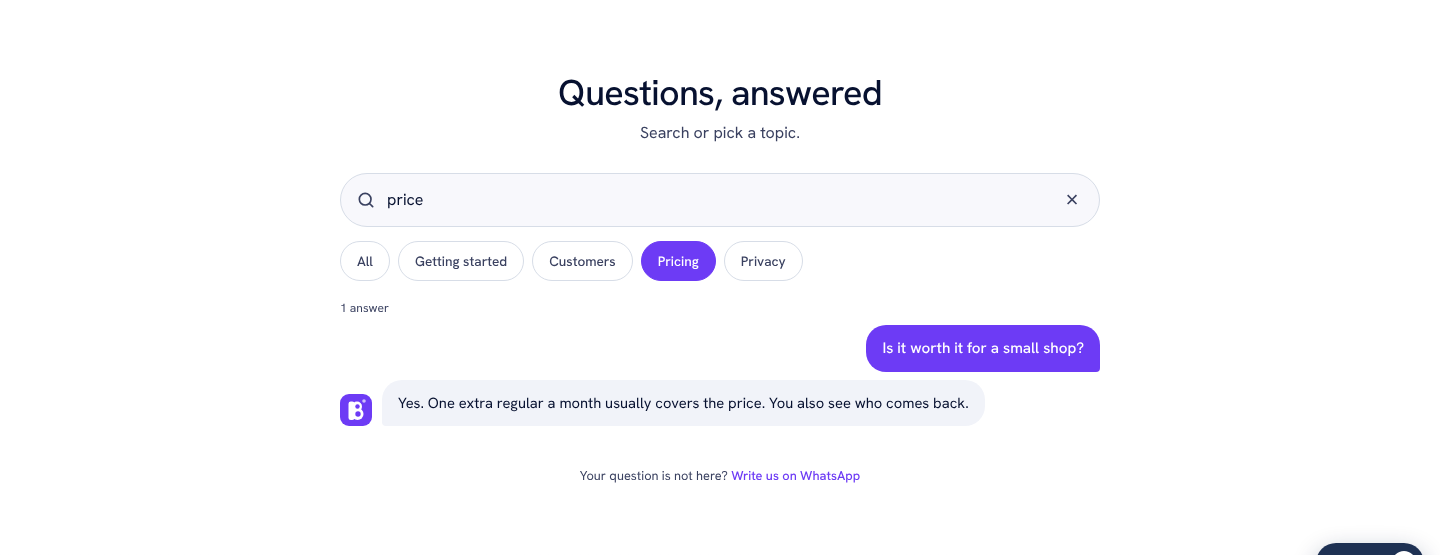 Questions, answered
Search or pick a topic.
price
All
Getting started
Customers
Pricing
Privacy
1 answer
Is it worth it for a small shop?
B
Yes. One extra regular a month usually covers the price. You also see who comes back.
Your question is not here? Write us on WhatsApp